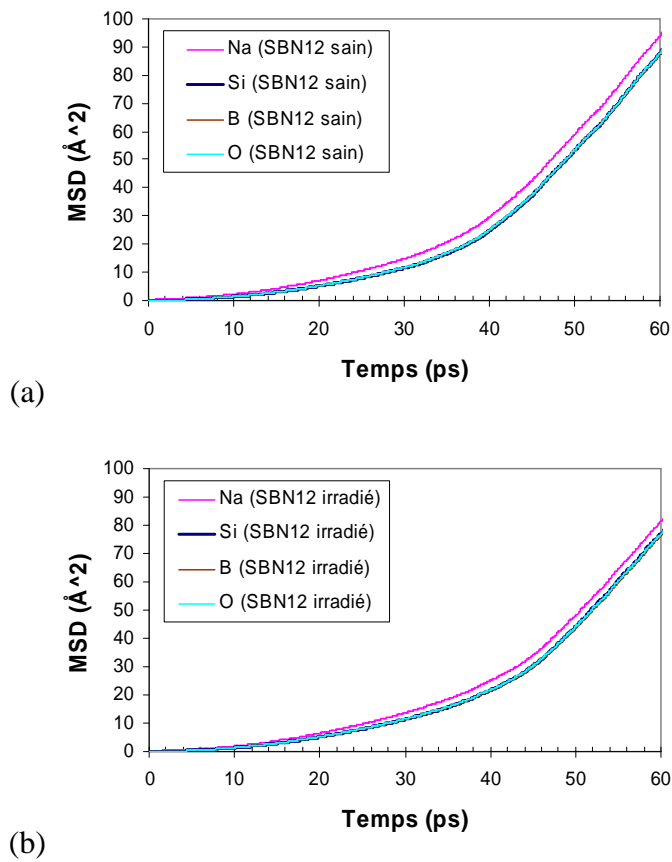 100
90
80
70
60
50
40
30
20
10
0
MSD (Å^2)
Na (SBN12 sain)
Si (SBN12 sain)
B (SBN12 sain)
O (SBN12 sain)
0 10 20 30 40 50 60
Temps (ps)
(a)
100
90
80
70
60
50
40
30
20
10
0
MSD (Å^2)
Na (SBN12 irradié)
Si (SBN12 irradié)
B (SBN12 irradié)
O (SBN12 irradié)
0 10 20 30 40 50 60
Temps (ps)
(b)